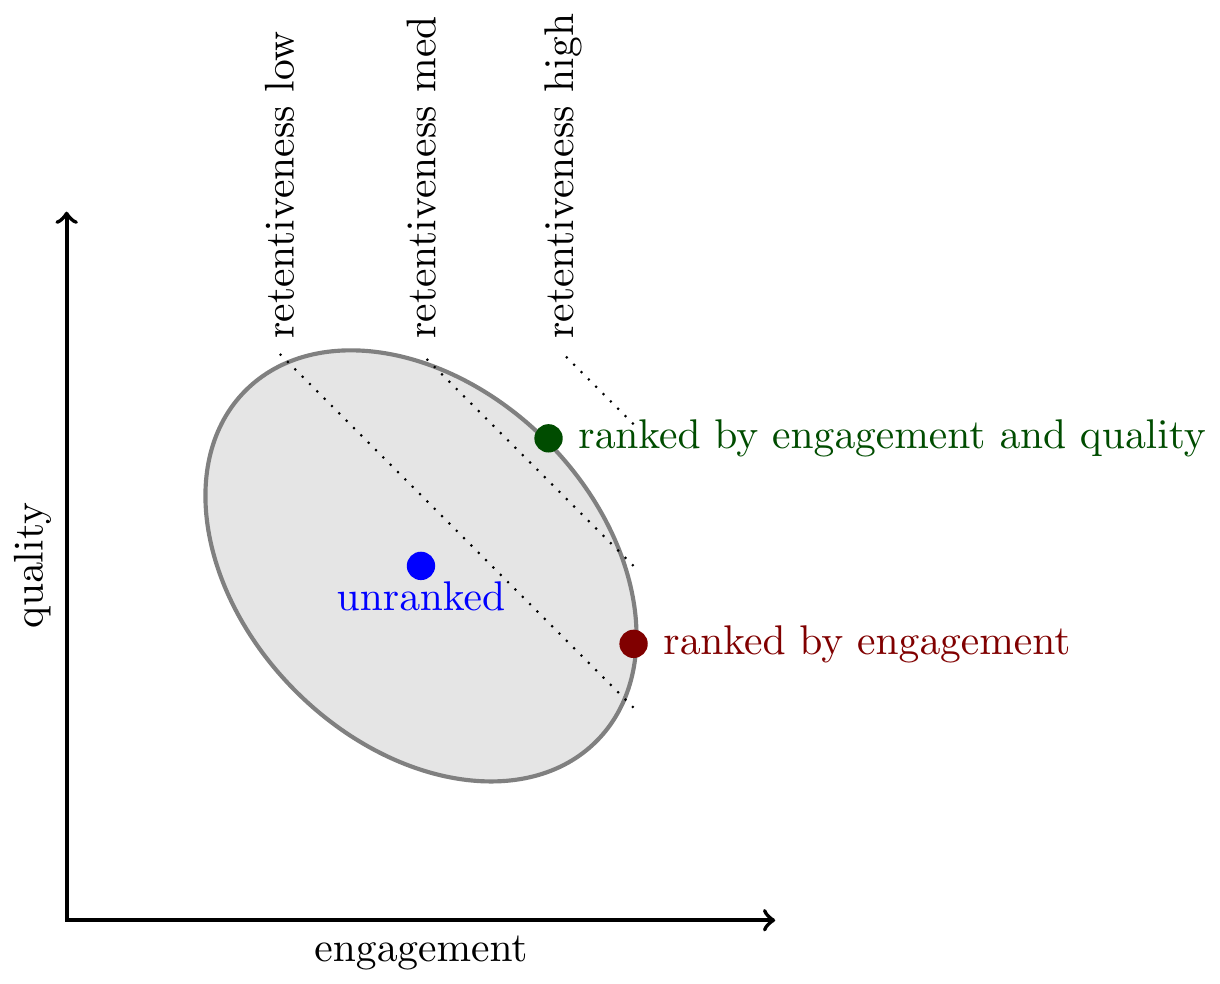 retentiveness low
retentiveness med
retentiveness high
ranked by engagement and quality
quality
unranked
ranked by engagement
engagement